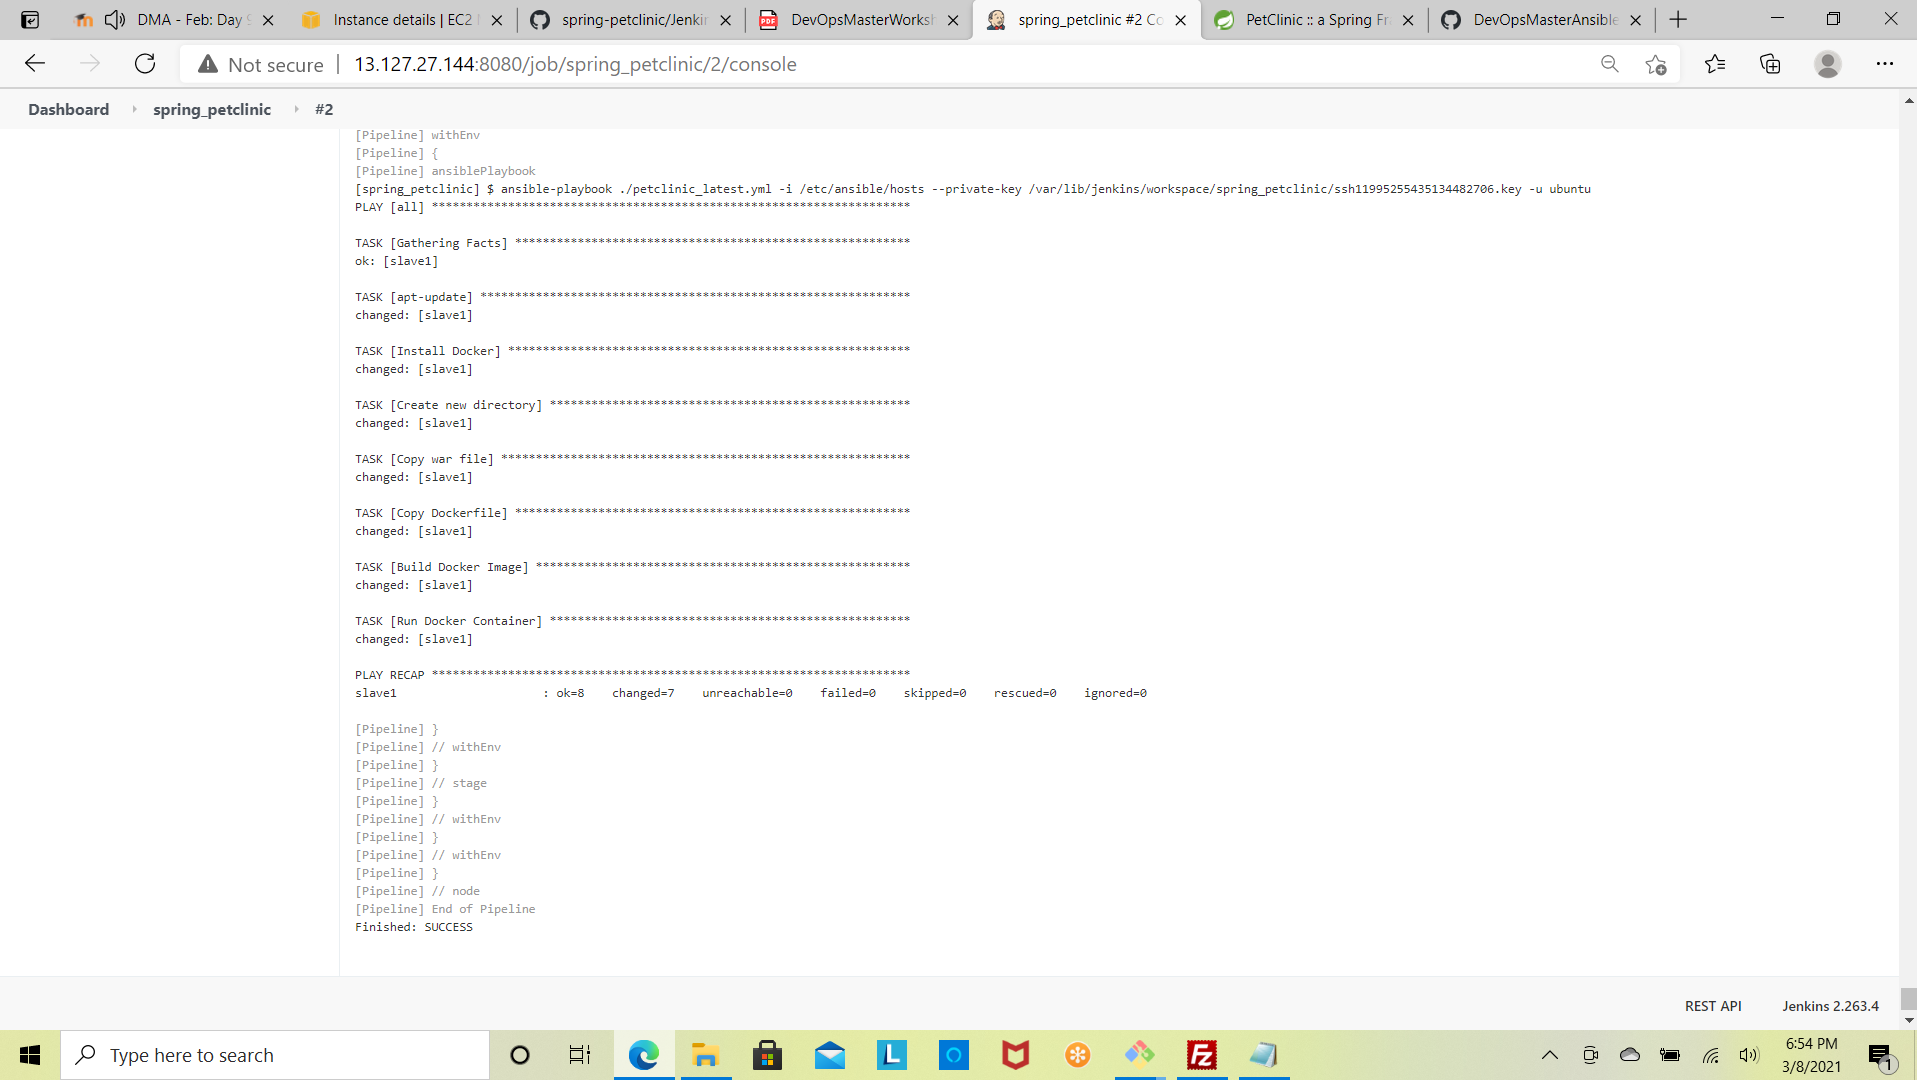 DMA - Feb: Day 9
Instance details | EC2 M
spring-petclinic/Jenkin
DevOpsMasterWorksh
spring_petclinic #2 Co
PetClinic :: a Spring Fra
DevOpsMasterAnsible
Not secure | 13.127.27.144:8080/job/spring_petclinic/2/console
Dashboard spring_petclinic #2
[Pipeline] withEnv
[Pipeline] {
[Pipeline] ansiblePlaybook
[spring_petclinic] $ ansible-playbook ./petclinic_latest.yml -i /etc/ansible/hosts --private-key /var/lib/jenkins/workspace/spring_petclinic/ssh11995255435134482706.key -u ubuntu
PLAY [all] *********************************************************************
TASK [Gathering Facts] *********************************************************
ok: [slave1]
TASK [apt-update] **************************************************************
changed: [slave1]
TASK [Install Docker] **********************************************************
changed: [slave1]
TASK [Create new directory] ****************************************************
changed: [slave1]
TASK [Copy war file] ***********************************************************
changed: [slave1]
TASK [Copy Dockerfile] *********************************************************
changed: [slave1]
TASK [Build Docker Image] ******************************************************
changed: [slave1]
TASK [Run Docker Container] ****************************************************
changed: [slave1]
PLAY RECAP *********************************************************************
slave1 : ok=8 changed=7 unreachable=0 failed=0 skipped=0 rescued=0 ignored=0
[Pipeline] }
[Pipeline] // withEnv
[Pipeline] }
[Pipeline] // stage
[Pipeline] }
[Pipeline] // withEnv
[Pipeline] }
[Pipeline] // withEnv
[Pipeline] }
[Pipeline] // node
[Pipeline] End of Pipeline
Finished: SUCCESS
REST API Jenkins 2.263.4
Type here to search
6:54 PM
3/8/2021
1